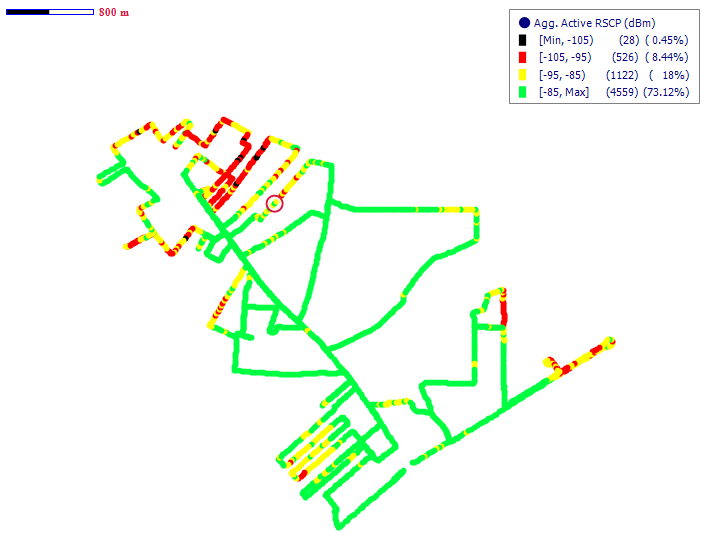 800 m
Agg. Active RSCP (dBm)
[Min, -105) (28) ( 0.45%)
[-105, -95) (526) ( 8.44%)
[-95, -85) (1122) ( 18%)
[-85, Max] (4559) (73.12%)